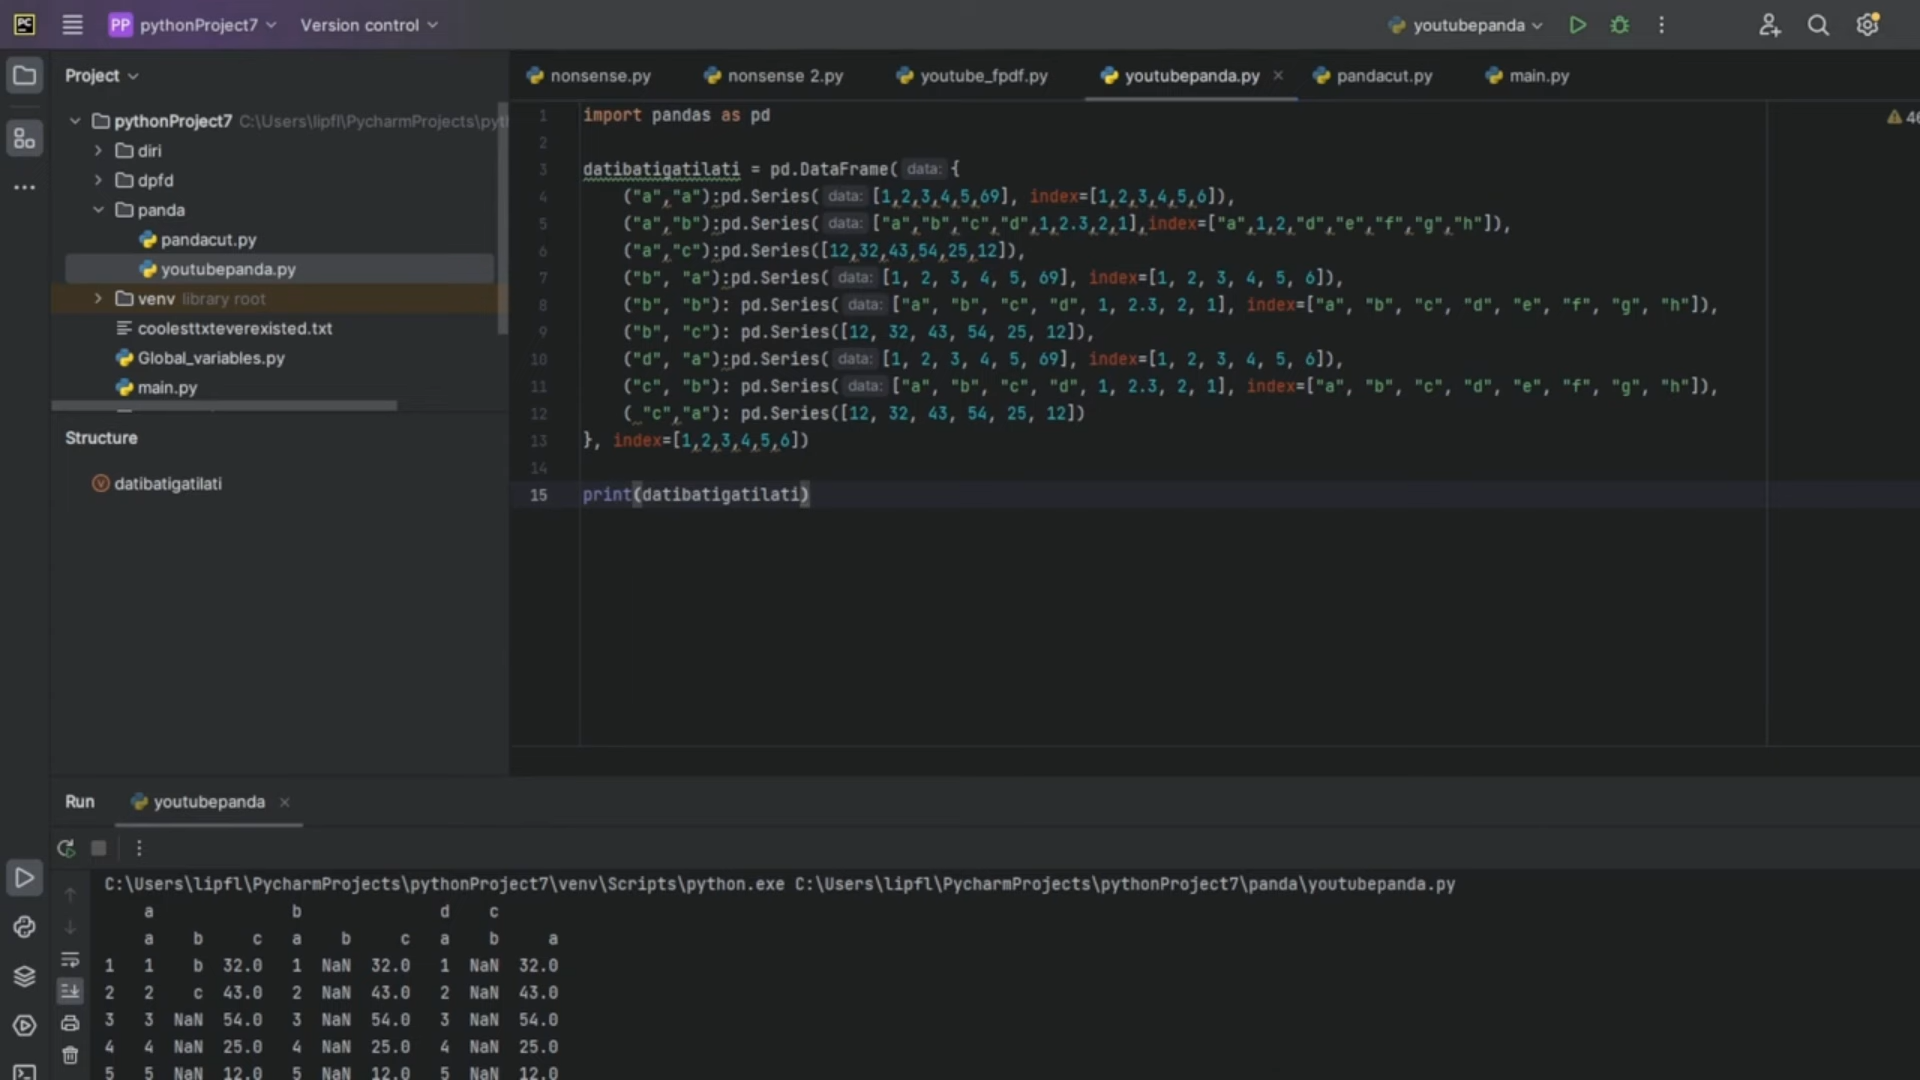 PC
PP pythonProject7 Version control youtubepanda
Project
nonsense.py nonsense 2.py youtube_fpdf.py youtubepanda.py pandacut.py main.py
pythonProject7 C:\Users\lipfl\PycharmProjects\pyt
diri
dpfd
panda
pandacut.py
youtubepanda.py
venv library root
coolesttxteverexisted.txt
Global_variables.py
main.py
Structure
datibatigatilati
46
1 import pandas as pd
2
3 datibatigatilati = pd.DataFrame( data: {
4 ("a","a"):pd.Series( data: [1,2,3,4,5,69], index=[1,2,3,4,5,6]),
5 ("a","b"):pd.Series( data: ["a","b","c","d",1,2.3,2,1],index=["a",1,2,"d","e","f","g","h"]),
6 ("a","c"):pd.Series([12,32,43,54,25,12]),
7 ("b", "a"):pd.Series( data: [1, 2, 3, 4, 5, 69], index=[1, 2, 3, 4, 5, 6]),
8 ("b", "b"): pd.Series( data: ["a", "b", "c", "d", 1, 2.3, 2, 1], index=["a", "b", "c", "d", "e", "f", "g", "h"]),
9 ("b", "c"): pd.Series([12, 32, 43, 54, 25, 12]),
10 ("d", "a"):pd.Series( data: [1, 2, 3, 4, 5, 69], index=[1, 2, 3, 4, 5, 6]),
11 ("c", "b"): pd.Series( data: ["a", "b", "c", "d", 1, 2.3, 2, 1], index=["a", "b", "c", "d", "e", "f", "g", "h"]),
12 ( "c","a"): pd.Series([12, 32, 43, 54, 25, 12])
13 }, index=[1,2,3,4,5,6])
14
15 print(datibatigatilati)
Run youtubepanda
C:\Users\lipfl\PycharmProjects\pythonProject7\venv\Scripts\python.exe C:\Users\lipfl\PycharmProjects\pythonProject7\panda\youtubepanda.py
a b d c
a b c a b c a b a
1 1 b 32.0 1 NaN 32.0 1 NaN 32.0
2 2 c 43.0 2 NaN 43.0 2 NaN 43.0
3 3 NaN 54.0 3 NaN 54.0 3 NaN 54.0
4 4 NaN 25.0 4 NaN 25.0 4 NaN 25.0
5 5 NaN 12.0 5 NaN 12.0 5 NaN 12.0